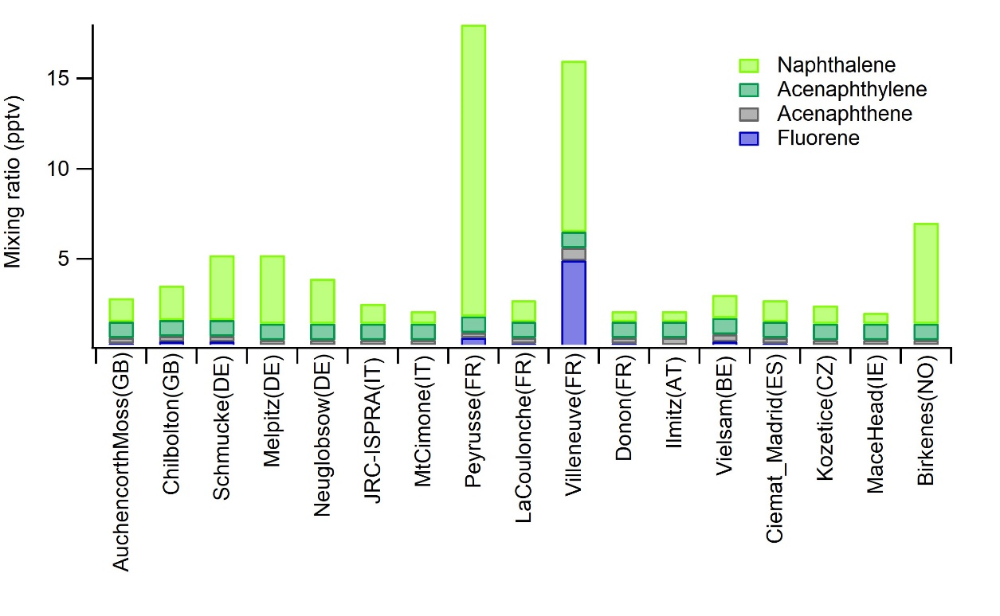 Mixing ratio (pptv)
15
10
5
Naphthalene
Acenaphthylene
Acenaphthene
Fluorene
AuchencorthMoss(GB)
Chilbolton(GB)
Schmucke(DE)
Melpitz(DE)
Neuglobsow(DE)
JRC-ISPRA(IT)
MtCimone(IT)
Peyrusse(FR)
LaCoulonche(FR)
Villeneuve(FR)
Donon(FR)
Ilmitz(AT)
Vielsam(BE)
Ciemat_Madrid(ES)
Kozetice(CZ)
MaceHead(IE)
Birkenes(NO)